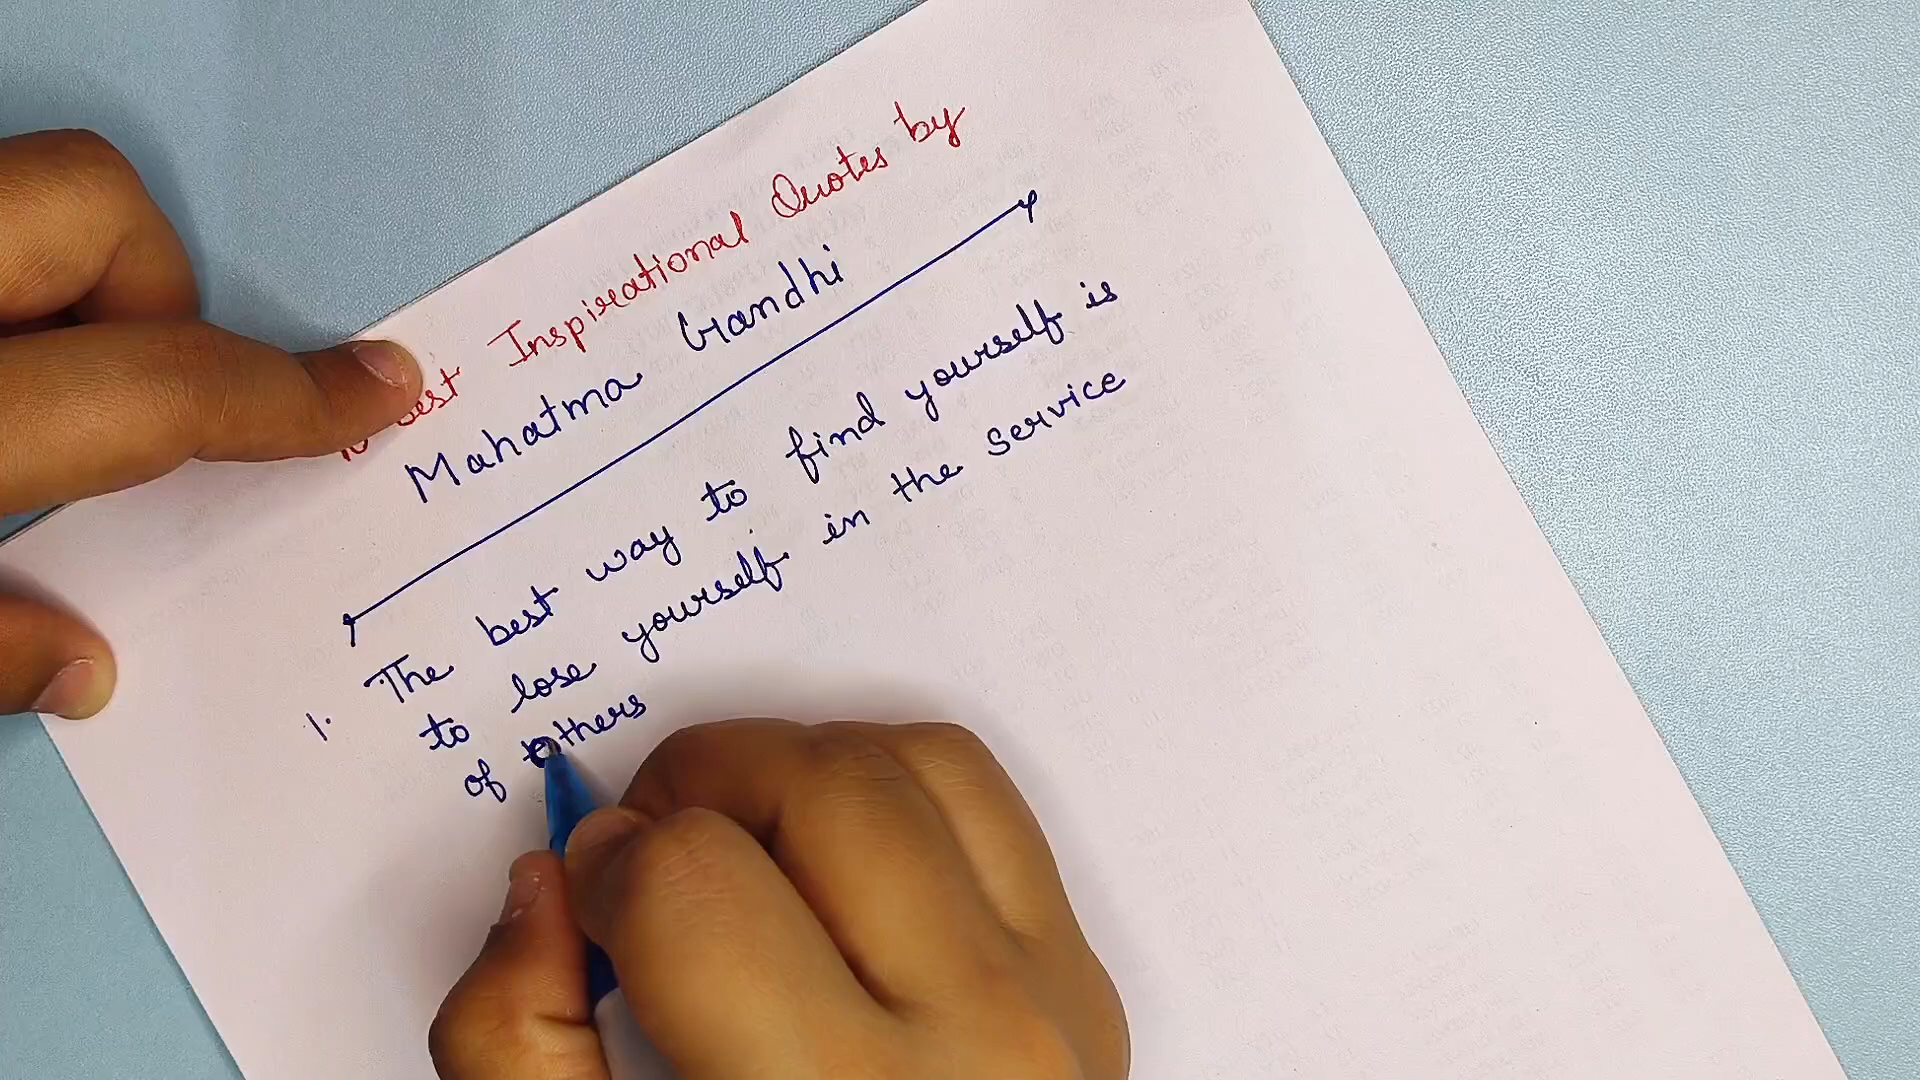 10 Best Inspirational Quotes by
Mahatma Gandhi
1. The best way to find yourself is
to lose yourself in the service
of others